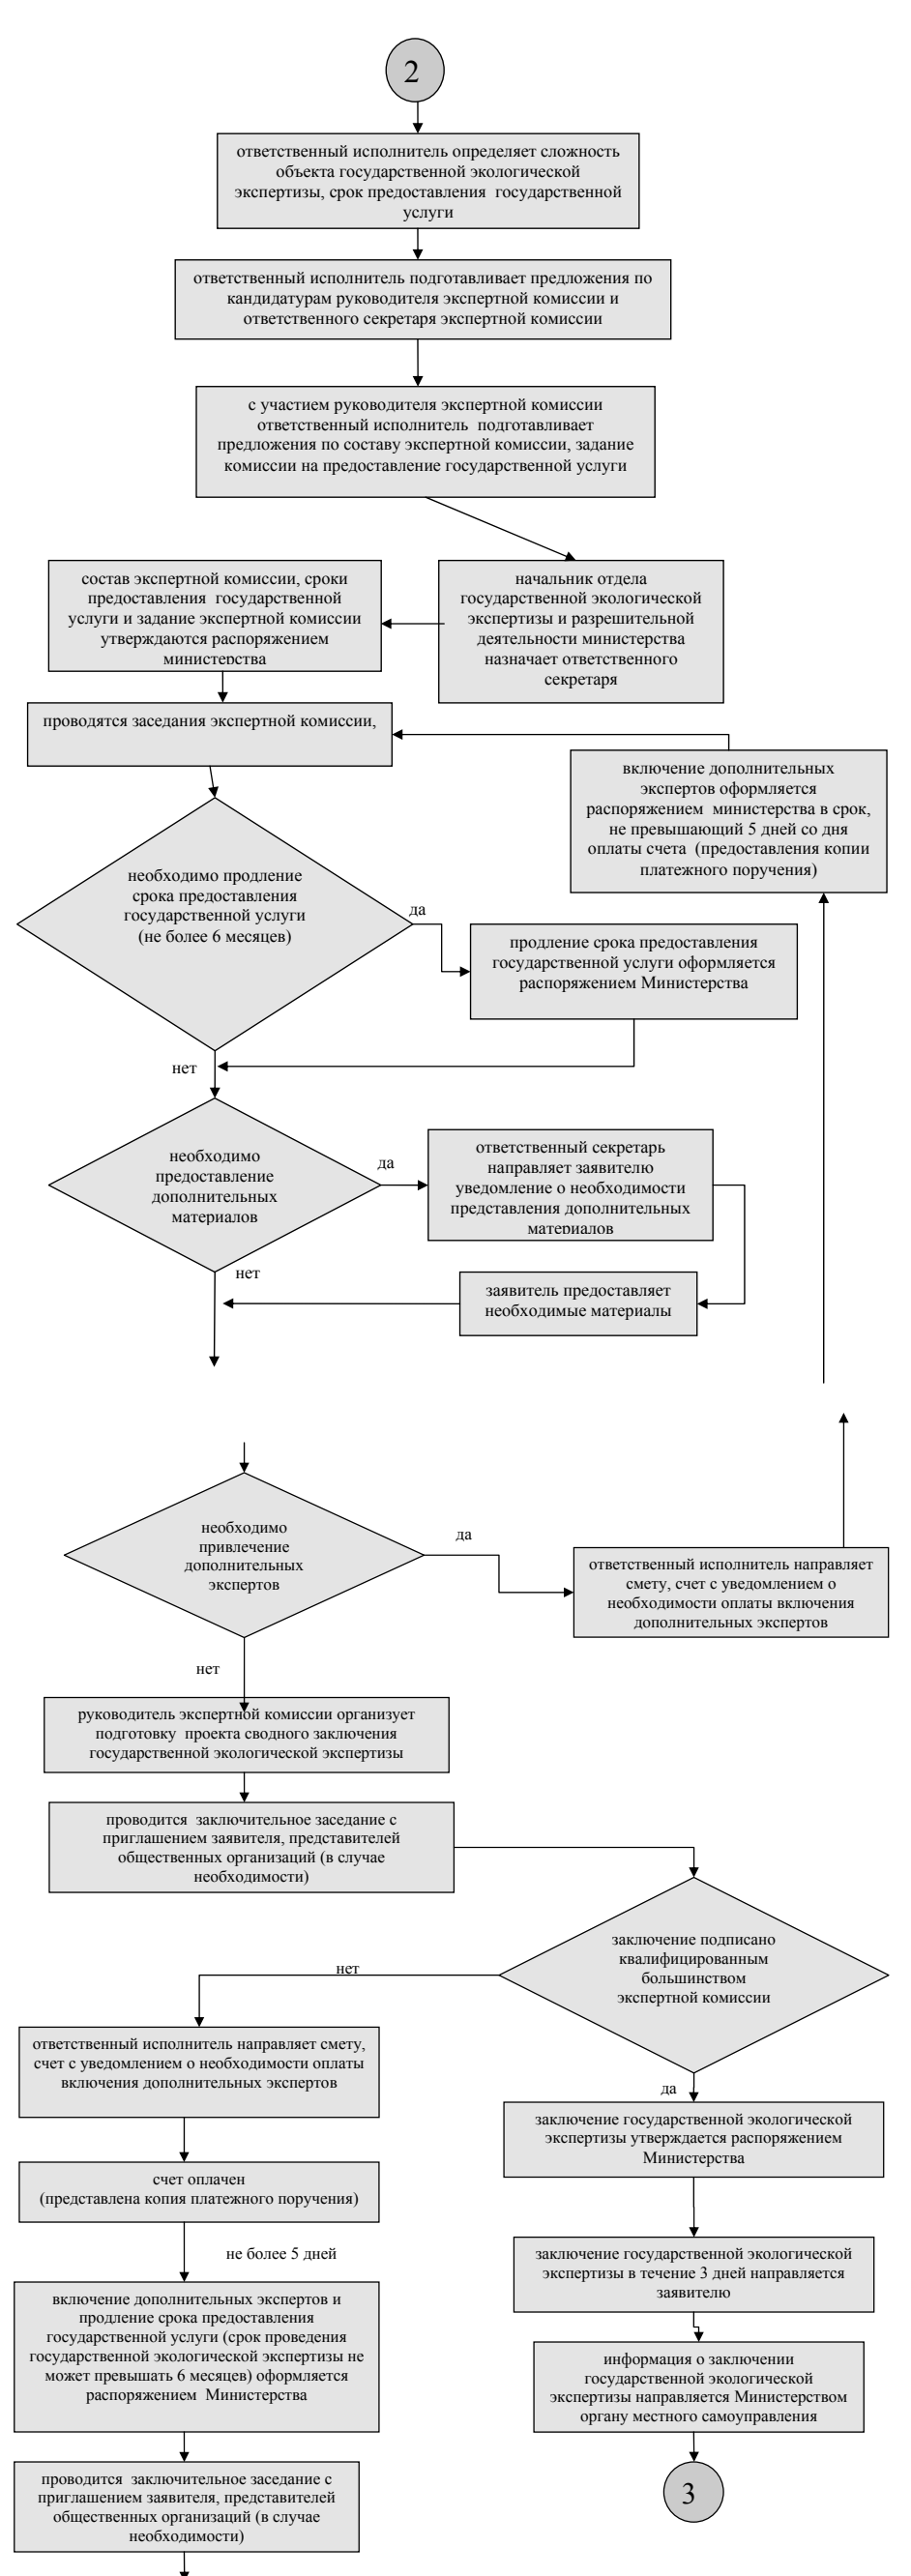 2
ответственный исполнитель определяет сложность
объекта государственной экологической
экспертизы, срок предоставления государственной
услуги
ответственный исполнитель подготавливает предложения по
кандидатурам руководителя экспертной комиссии и
ответственного секретаря экспертной комиссии
с участием руководителя экспертной комиссии
ответственный исполнитель подготавливает
предложения по составу экспертной комиссии, задание
комиссии на предоставление государственной услуги
состав экспертной комиссии, сроки
предоставления государственной
услуги и задание экспертной комиссии
утверждаются распоряжением
министерства
начальник отдела
государственной экологической
экспертизы и разрешительной
деятельности министерства
назначает ответственного
секретаря
проводятся заседания экспертной комиссии,
включение дополнительных
экспертов оформляется
распоряжением министерства в срок,
не превышающий 5 дней со дня
оплаты счета (предоставления копии
платежного поручения)
необходимо продление
срока предоставления
государственной услуги
(не более 6 месяцев)
да
продление срока предоставления
государственной услуги оформляется
распоряжением Министерства
нет
необходимо
предоставление
дополнительных
материалов
да
ответственный секретарь
направляет заявителю
уведомление о необходимости
представления дополнительных
материалов
нет
заявитель предоставляет
необходимые материалы
необходимо
привлечение
дополнительных
экспертов
да
ответственный исполнитель направляет
смету, счет с уведомлением о
необходимости оплаты включения
дополнительных экспертов
нет
руководитель экспертной комиссии организует
подготовку проекта сводного заключения
государственной экологической экспертизы
проводится заключительное заседание с
приглашением заявителя, представителей
общественных организаций (в случае
необходимости)
заключение подписано
квалифицированным
большинством
экспертной комиссии
нет
ответственный исполнитель направляет смету,
счет с уведомлением о необходимости оплаты
включения дополнительных экспертов
да
заключение государственной экологической
экспертизы утверждается распоряжением
Министерства
счет оплачен
(представлена копия платежного поручения)
не более 5 дней
заключение государственной экологической
экспертизы в течение 3 дней направляется
заявителю
включение дополнительных экспертов и
продление срока предоставления
государственной услуги (срок проведения
государственной экологической экспертизы не
может превышать 6 месяцев) оформляется
распоряжением Министерства
информация о заключении
государственной экологической
экспертизы направляется Министерством
органу местного самоуправления
проводится заключительное заседание с
приглашением заявителя, представителей
общественных организаций (в случае
необходимости)
3